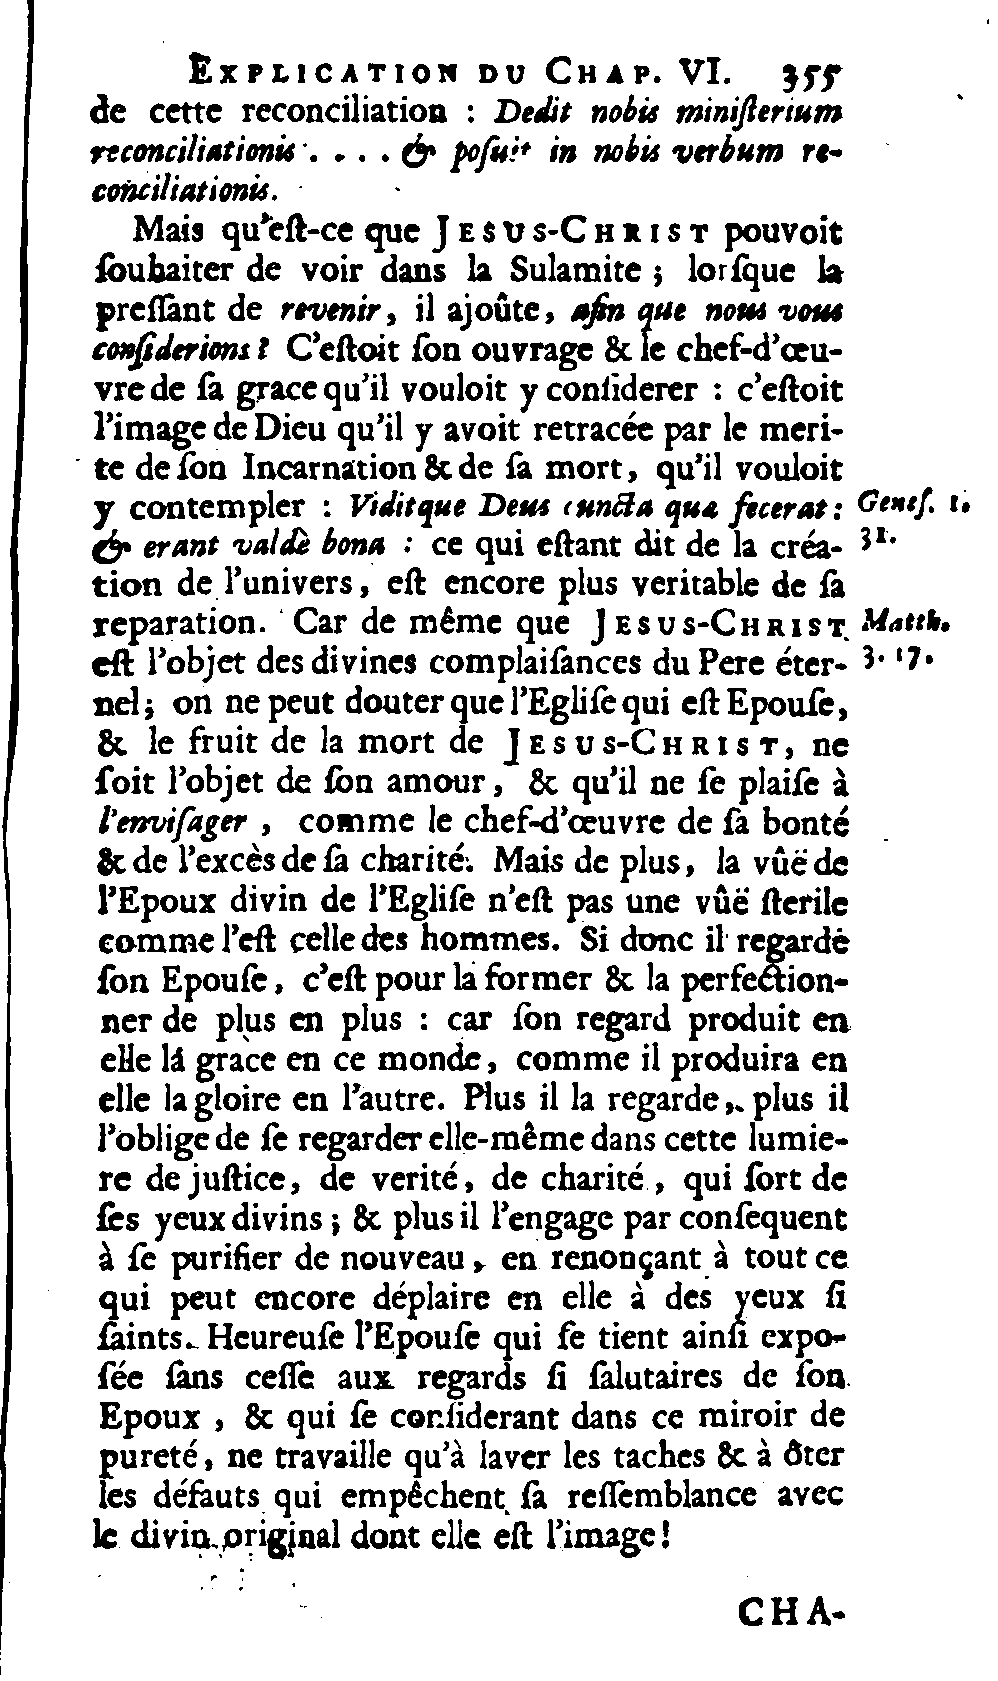 EXPLICATION DU CHAP. VI. 355
de cette reconciliation : Dedit nobis miniſterium
reconciliationis . . . . & poſuit in nobis verbum re-
conciliationis.
Mais qu'eſt-ce que JESUS-CHRIST pouvoit
ſouhaiter de voir dans la Sulamite ; lorſque la
preſſant de revenir, il ajoûte, afin que nous vous
conſiderions ? C'eſtoit ſon ouvrage & le chef-d'œu-
vre de ſa grace qu'il vouloit y conſiderer : c'eſtoit
l'image de Dieu qu'il y avoit retracée par le meri-
te de ſon Incarnation & de ſa mort, qu'il vouloit
y contempler : Viditque Deus cuncta quæ fecerat : Geneſ. 1.
& erant valdè bona : ce qui eſtant dit de la créa- 31.
tion de l'univers, eſt encore plus veritable de ſa
reparation. Car de même que JESUS-CHRIST Matth.
eſt l'objet des divines complaiſances du Pere éter- 3. 17.
nel ; on ne peut douter que l'Egliſe qui eſt Epouſe,
& le fruit de la mort de JESUS-CHRIST, ne
ſoit l'objet de ſon amour, & qu'il ne ſe plaiſe à
l'enviſager, comme le chef-d'œuvre de ſa bonté
& de l'excès de ſa charité. Mais de plus, la vûë de
l'Epoux divin de l'Egliſe n'eſt pas une vûë ſterile
comme l'eſt celle des hommes. Si donc il regarde
ſon Epouſe, c'eſt pour la former & la perfection-
ner de plus en plus : car ſon regard produit en
elle la grace en ce monde, comme il produira en
elle la gloire en l'autre. Plus il la regarde, plus il
l'oblige de ſe regarder elle-même dans cette lumie-
re de juſtice, de verité, de charité, qui ſort de
ſes yeux divins ; & plus il l'engage par conſequent
à ſe purifier de nouveau, en renonçant à tout ce
qui peut encore déplaire en elle à des yeux ſi
ſaints. Heureuſe l'Epouſe qui ſe tient ainſi expo-
ſée ſans ceſſe aux regards ſi ſalutaires de ſon
Epoux, & qui ſe conſiderant dans ce miroir de
pureté, ne travaille qu'à laver les taches & à ôter
les défauts qui empêchent ſa reſſemblance avec
le divin original dont elle eſt l'image !
CHA-